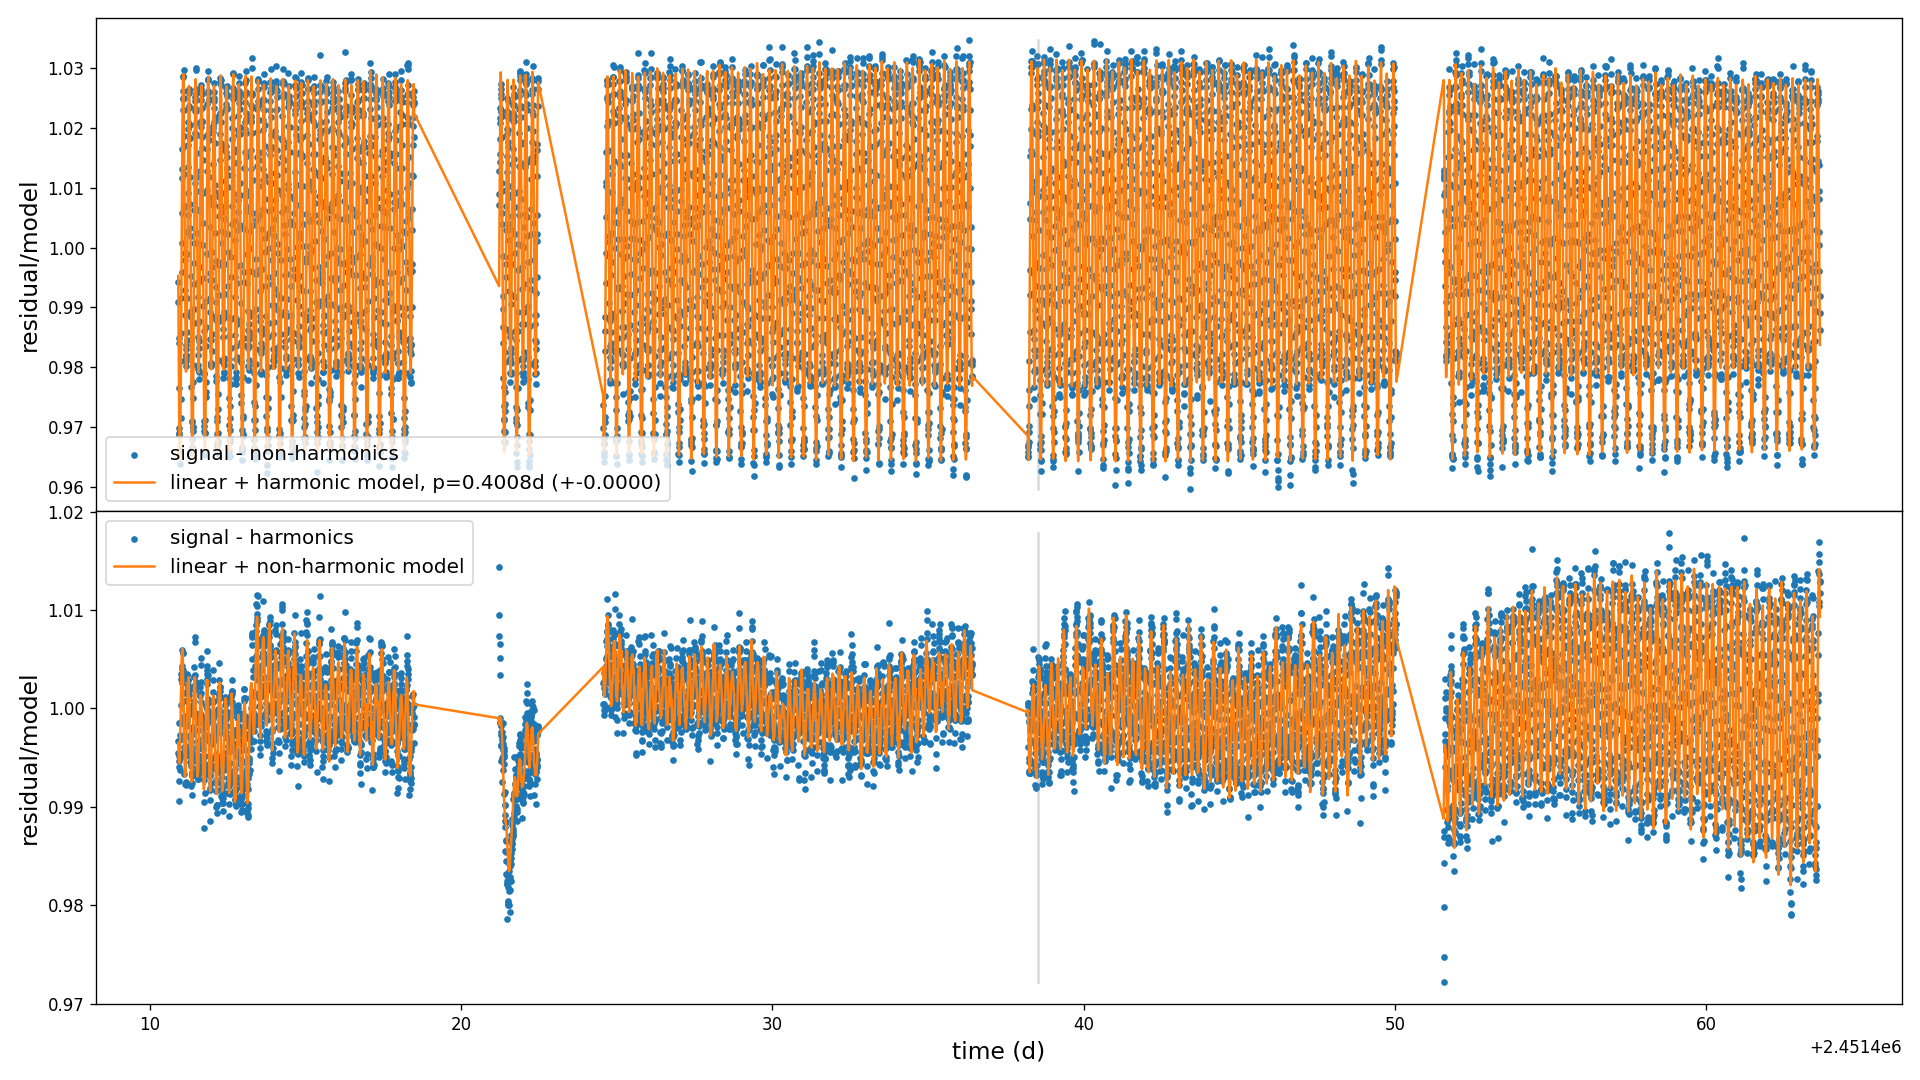 residual/model
1.03
1.02
1.01
1.00
0.99
0.98
0.97
0.96
signal - non-harmonics
linear + harmonic model, p=0.4008d (+-0.0000)
residual/model
1.02
1.01
1.00
0.99
0.98
0.97
signal - harmonics
linear + non-harmonic model
10 20 30 40 50 60
time (d)
+2.4514e6